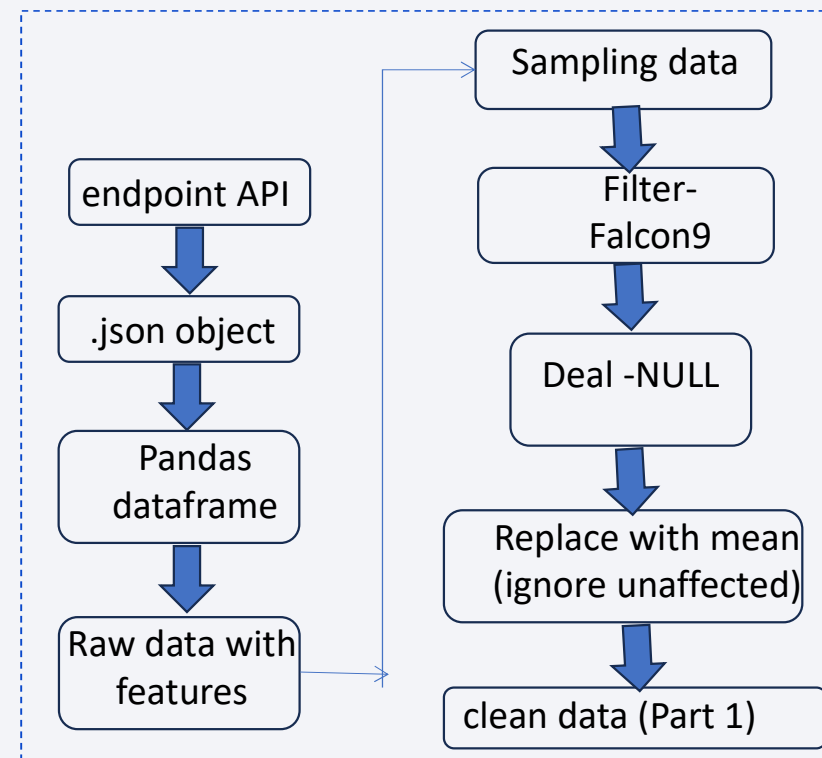 endpoint API
.json object
Pandas
dataframe
Raw data with
features
Sampling data
Filter-
Falcon9
Deal -NULL
Replace with mean
(ignore unaffected)
clean data (Part 1)